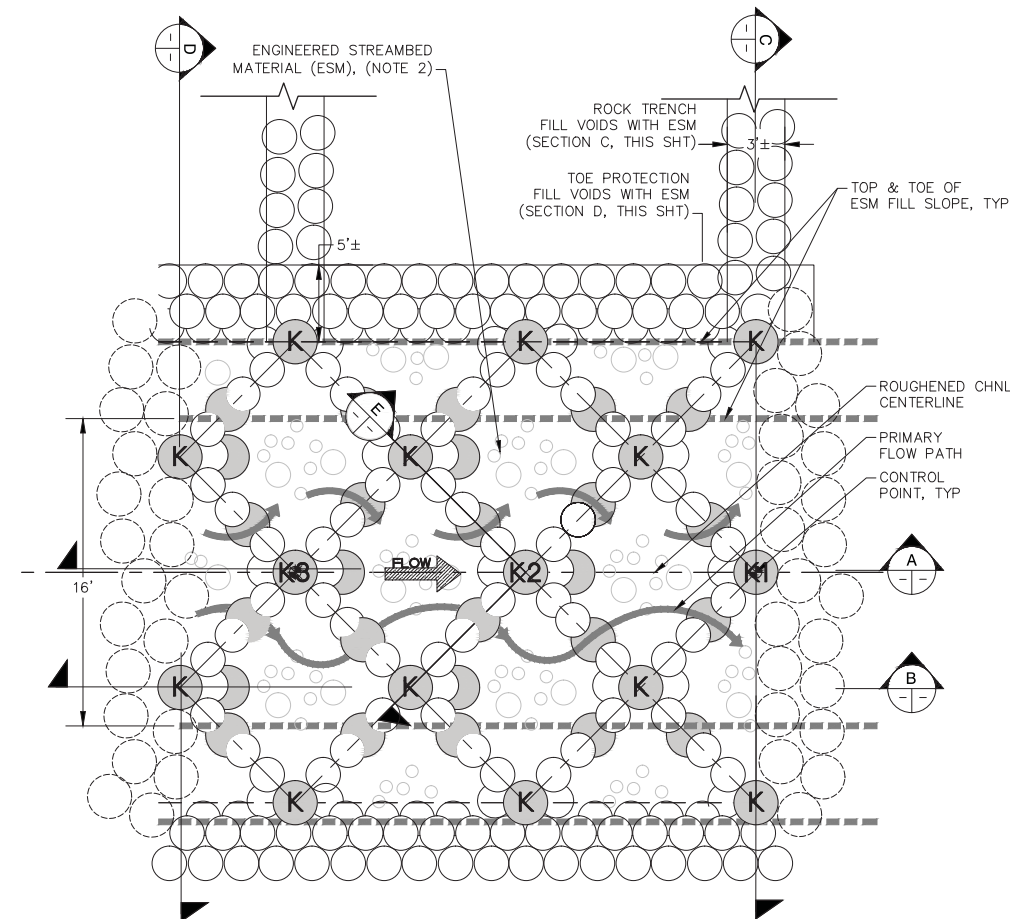 D
C
ENGINEERED STREAMBED
MATERIAL (ESM), (NOTE 2)
ROCK TRENCH
FILL VOIDS WITH ESM
(SECTION C, THIS SHT)
3'±
TOE PROTECTION
FILL VOIDS WITH ESM
(SECTION D, THIS SHT)
TOP & TOE OF
ESM FILL SLOPE, TYP
5'±
K
K
K
ROUGHENED CHNL
CENTERLINE
E
PRIMARY
FLOW PATH
K
K
K
CONTROL
POINT, TYP
FLOW
A
K3
K2
K1
16'
B
K
K
K
K
K
K